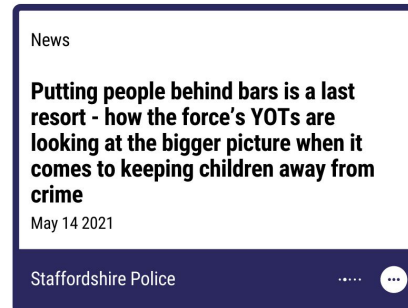 News
Putting people behind bars is a last
resort - how the force's YOTs are
looking at the bigger picture when it
comes to keeping children away from
crime
May 14 2021
Staffordshire Police